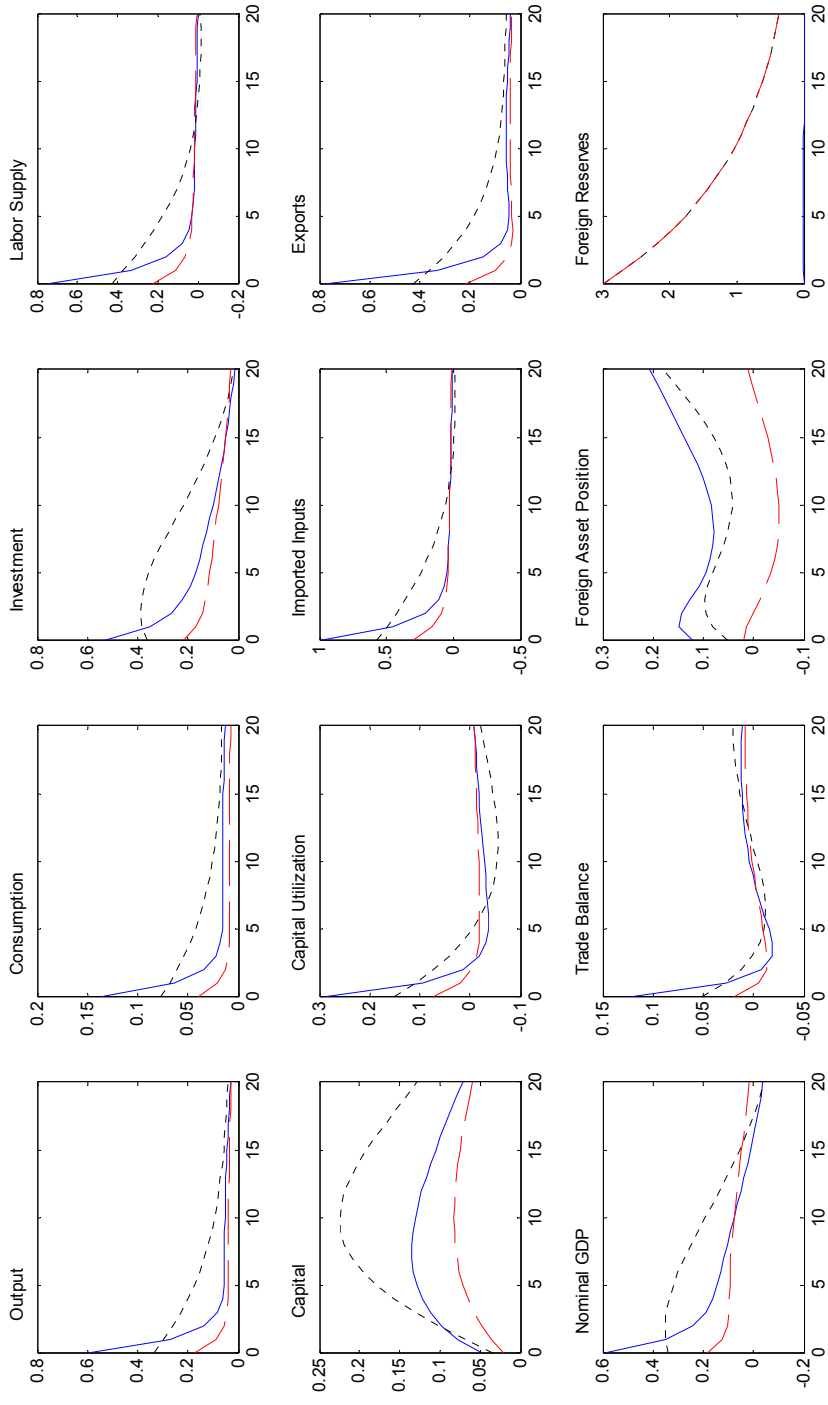 Output
0.8
0.6
0.4
0.2
0
0 5 10 15 20
Consumption
0.2
0.15
0.1
0.05
0
0 5 10 15 20
Investment
0.8
0.6
0.4
0.2
0
0 5 10 15 20
Labor Supply
0.8
0.6
0.4
0.2
0
-0.2
0 5 10 15 20
Capital
0.25
0.2
0.15
0.1
0.05
0
0 5 10 15 20
Capital Utilization
0.3
0.2
0.1
0
-0.1
0 5 10 15 20
Imported Inputs
1
0.5
0
-0.5
0 5 10 15 20
Exports
0.8
0.6
0.4
0.2
0
0 5 10 15 20
Nominal GDP
0.6
0.4
0.2
0
-0.2
0 5 10 15 20
Trade Balance
0.15
0.1
0.05
0
-0.05
0 5 10 15 20
Foreign Asset Position
0.3
0.2
0.1
0
-0.1
0 5 10 15 20
Foreign Reserves
3
2
1
0
0 5 10 15 20